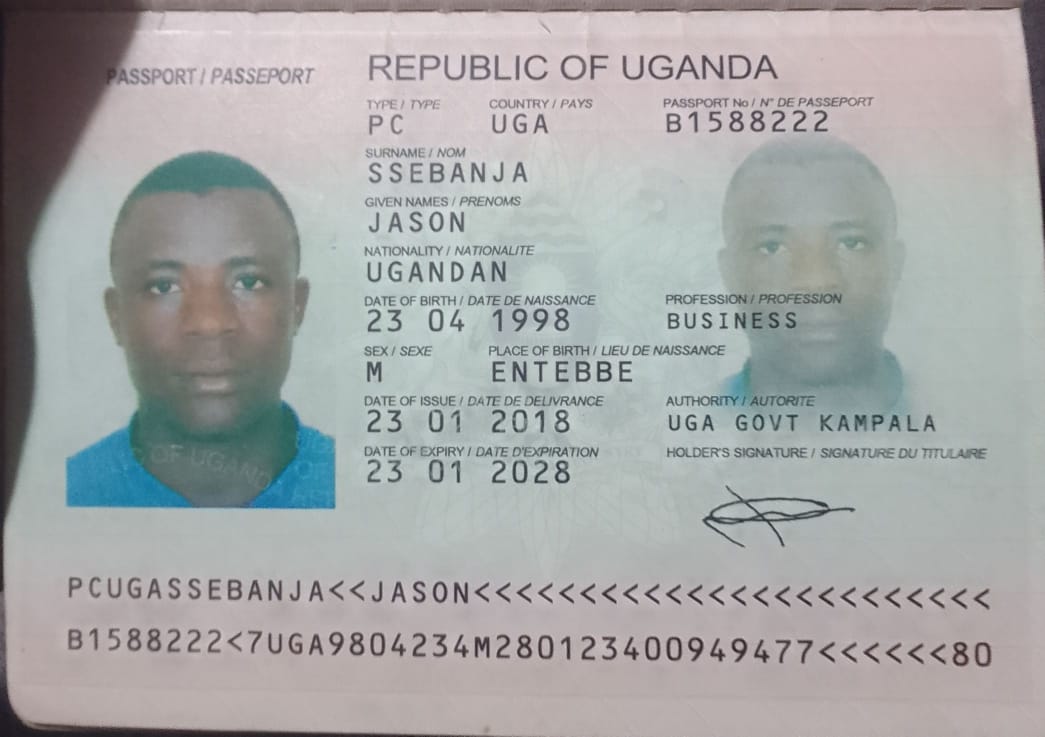 PASSPORT / PASSEPORT
REPUBLIC OF UGANDA
TYPE / TYPE COUNTRY / PAYS PASSPORT No / N° DE PASSEPORT
PC UGA B1588222
SURNAME / NOM
SSEBANJA
GIVEN NAMES / PRENOMS
JASON
NATIONALITY / NATIONALITE
UGANDAN
DATE OF BIRTH / DATE DE NAISSANCE PROFESSION / PROFESSION
23 04 1998 BUSINESS
SEX / SEXE PLACE OF BIRTH / LIEU DE NAISSANCE
M ENTEBBE
DATE OF ISSUE / DATE DE DELIVRANCE AUTHORITY / AUTORITE
23 01 2018 UGA GOVT KAMPALA
DATE OF EXPIRY / DATE D'EXPIRATION HOLDER'S SIGNATURE / SIGNATURE DU TITULAIRE
23 01 2028
OF UGANDA
PCUGASSEBANJA<<JASON<<<<<<<<<<<<<<<<<<<<<<<<
B1588222<7UGA9804234M280123400949477<<<<<<80